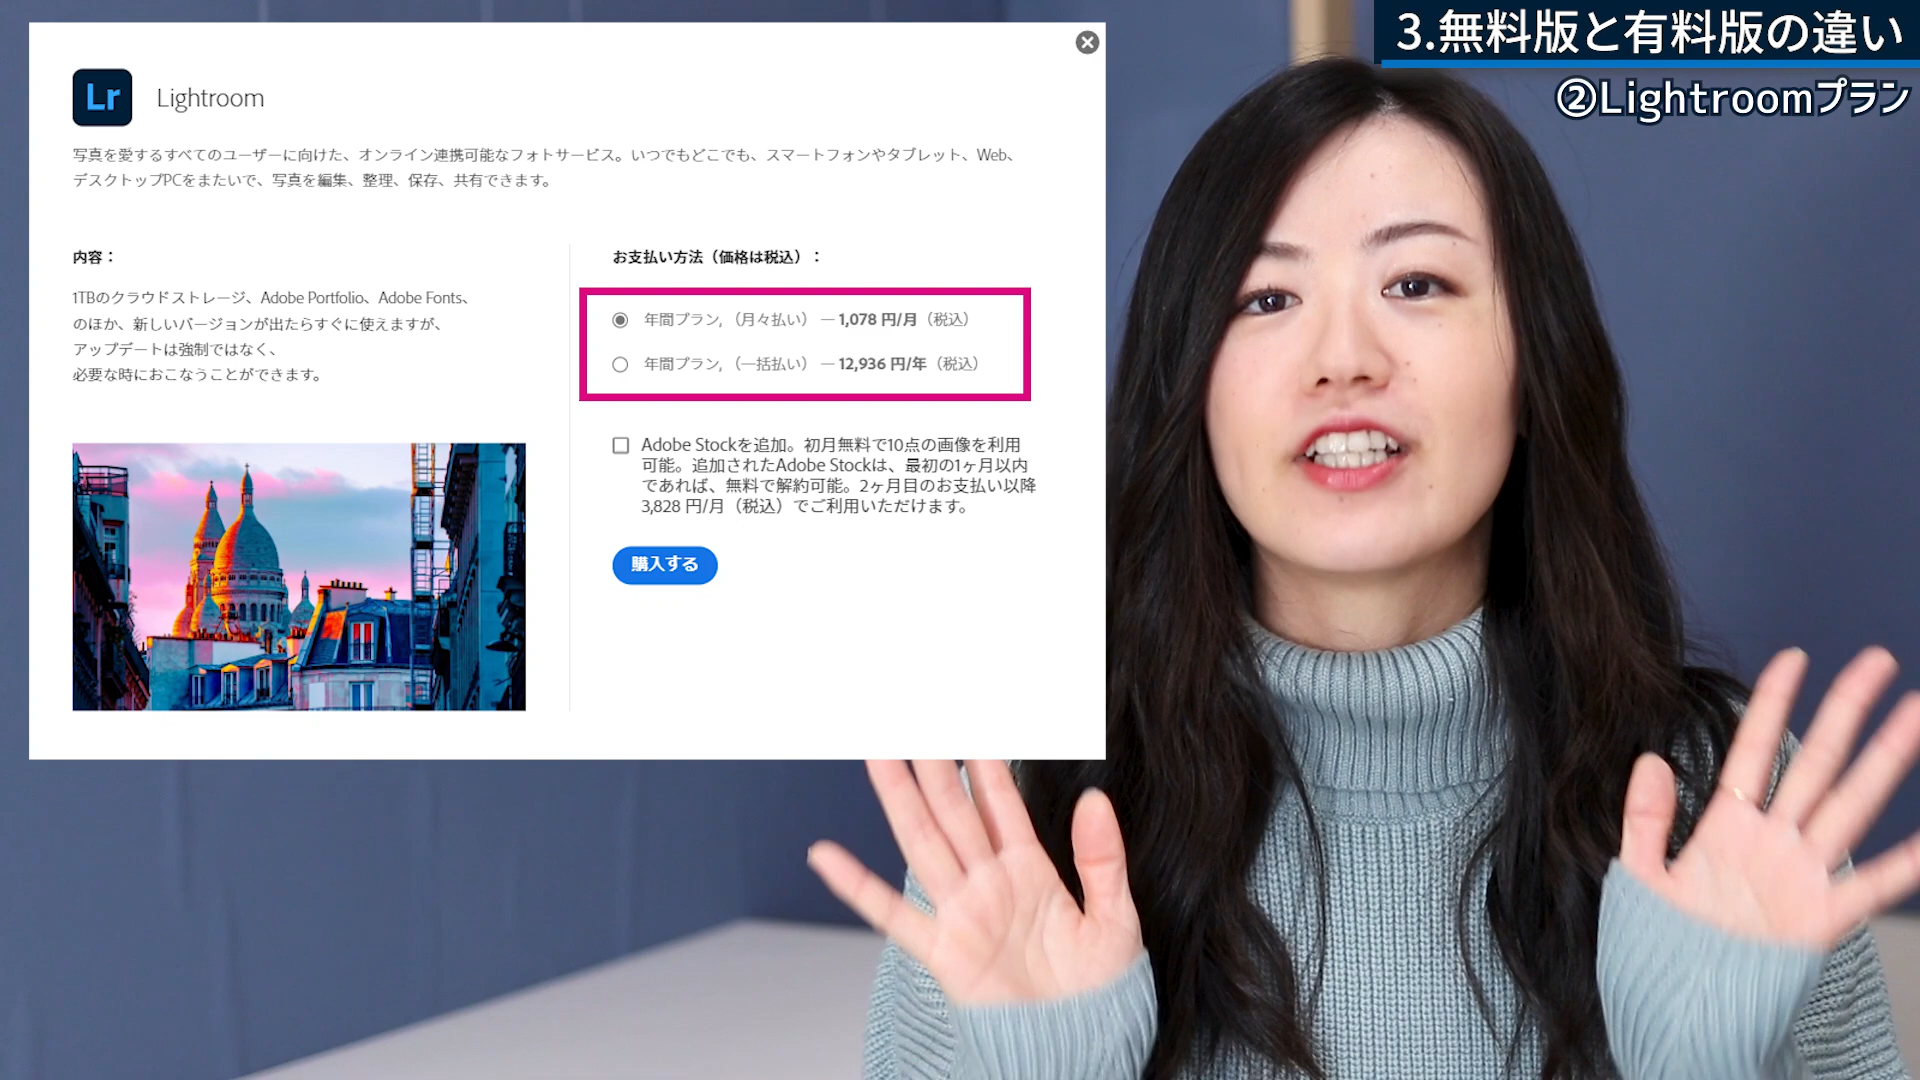 3.無料版と有料版の違い
②Lightroomプラン
Lr
Lightroom
写真を愛するすべてのユーザーに向けた、オンライン連携可能なフォトサービス。いつでもどこでも、スマートフォンやタブレット、Web、
デスクトップPCをまたいで、写真を編集、整理、保存、共有できます。
内容：
1TBのクラウドストレージ、Adobe Portfolio、Adobe Fonts、
のほか、新しいバージョンが出たらすぐに使えますが、
アップデートは強制ではなく、
必要な時におこなうことができます。
お支払い方法（価格は税込）：
年間プラン,（月々払い） — 1,078 円/月（税込）
年間プラン,（一括払い） — 12,936 円/年（税込）
Adobe Stockを追加。初月無料で10点の画像を利用
可能。追加されたAdobe Stockは、最初の1ヶ月以内
であれば、無料で解約可能。2ヶ月目のお支払い以降
3,828 円/月（税込）でご利用いただけます。
購入する